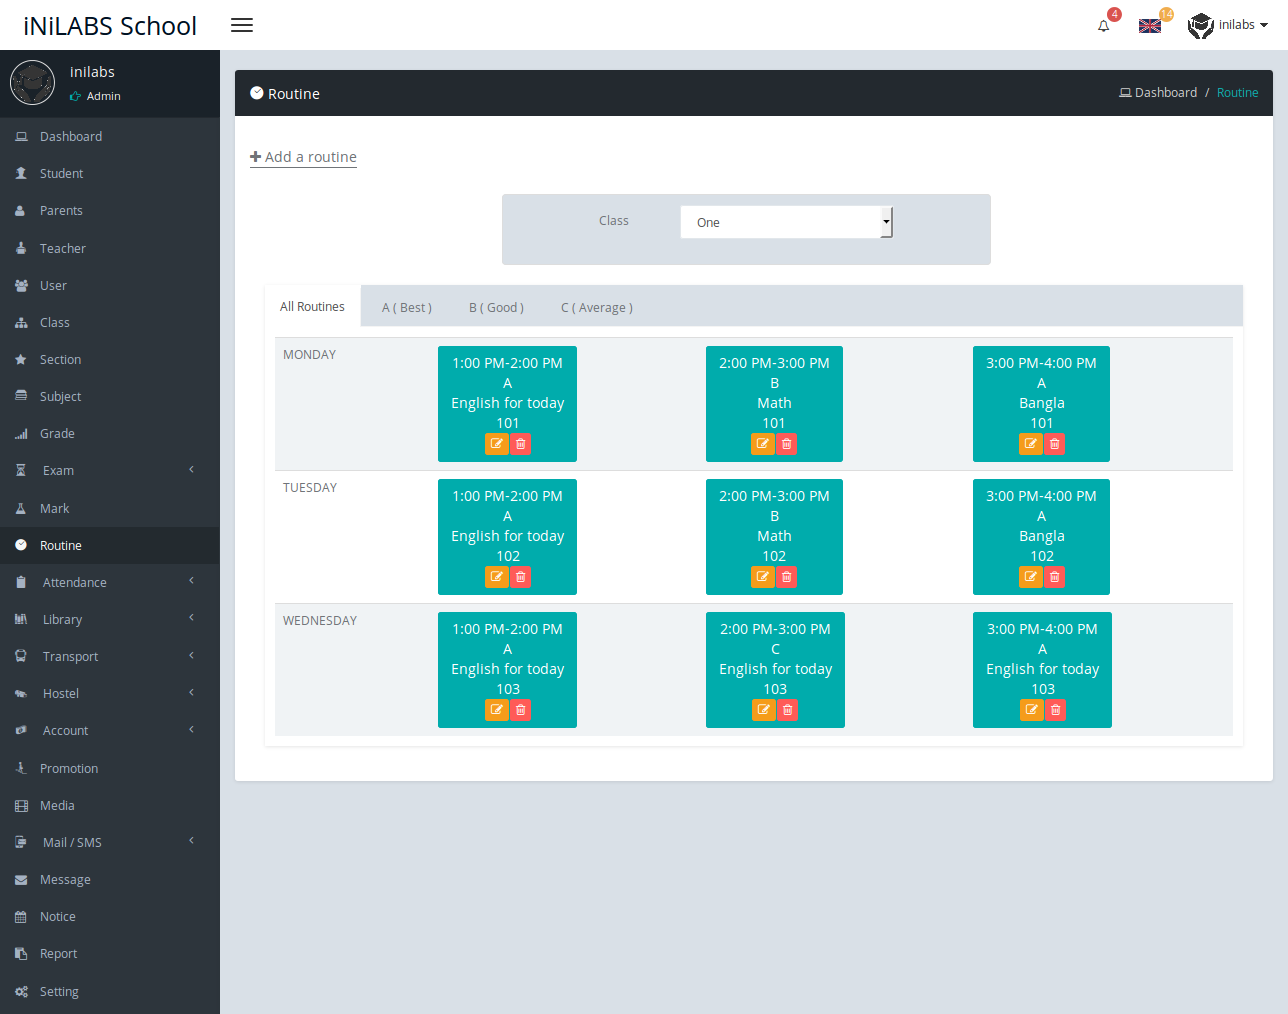 iNiLABS School
4
14
inilabs
inilabs
Admin
Dashboard
Student
Parents
Teacher
User
Class
Section
Subject
Grade
Exam
Mark
Routine
Attendance
Library
Transport
Hostel
Account
Promotion
Media
Mail / SMS
Message
Notice
Report
Setting
Routine
Dashboard / Routine
Add a routine
Class
One
All Routines
A ( Best )
B ( Good )
C ( Average )
MONDAY
1:00 PM-2:00 PM
A
English for today
101
2:00 PM-3:00 PM
B
Math
101
3:00 PM-4:00 PM
A
Bangla
101
TUESDAY
1:00 PM-2:00 PM
A
English for today
102
2:00 PM-3:00 PM
B
Math
102
3:00 PM-4:00 PM
A
Bangla
102
WEDNESDAY
1:00 PM-2:00 PM
A
English for today
103
2:00 PM-3:00 PM
C
English for today
103
3:00 PM-4:00 PM
A
English for today
103